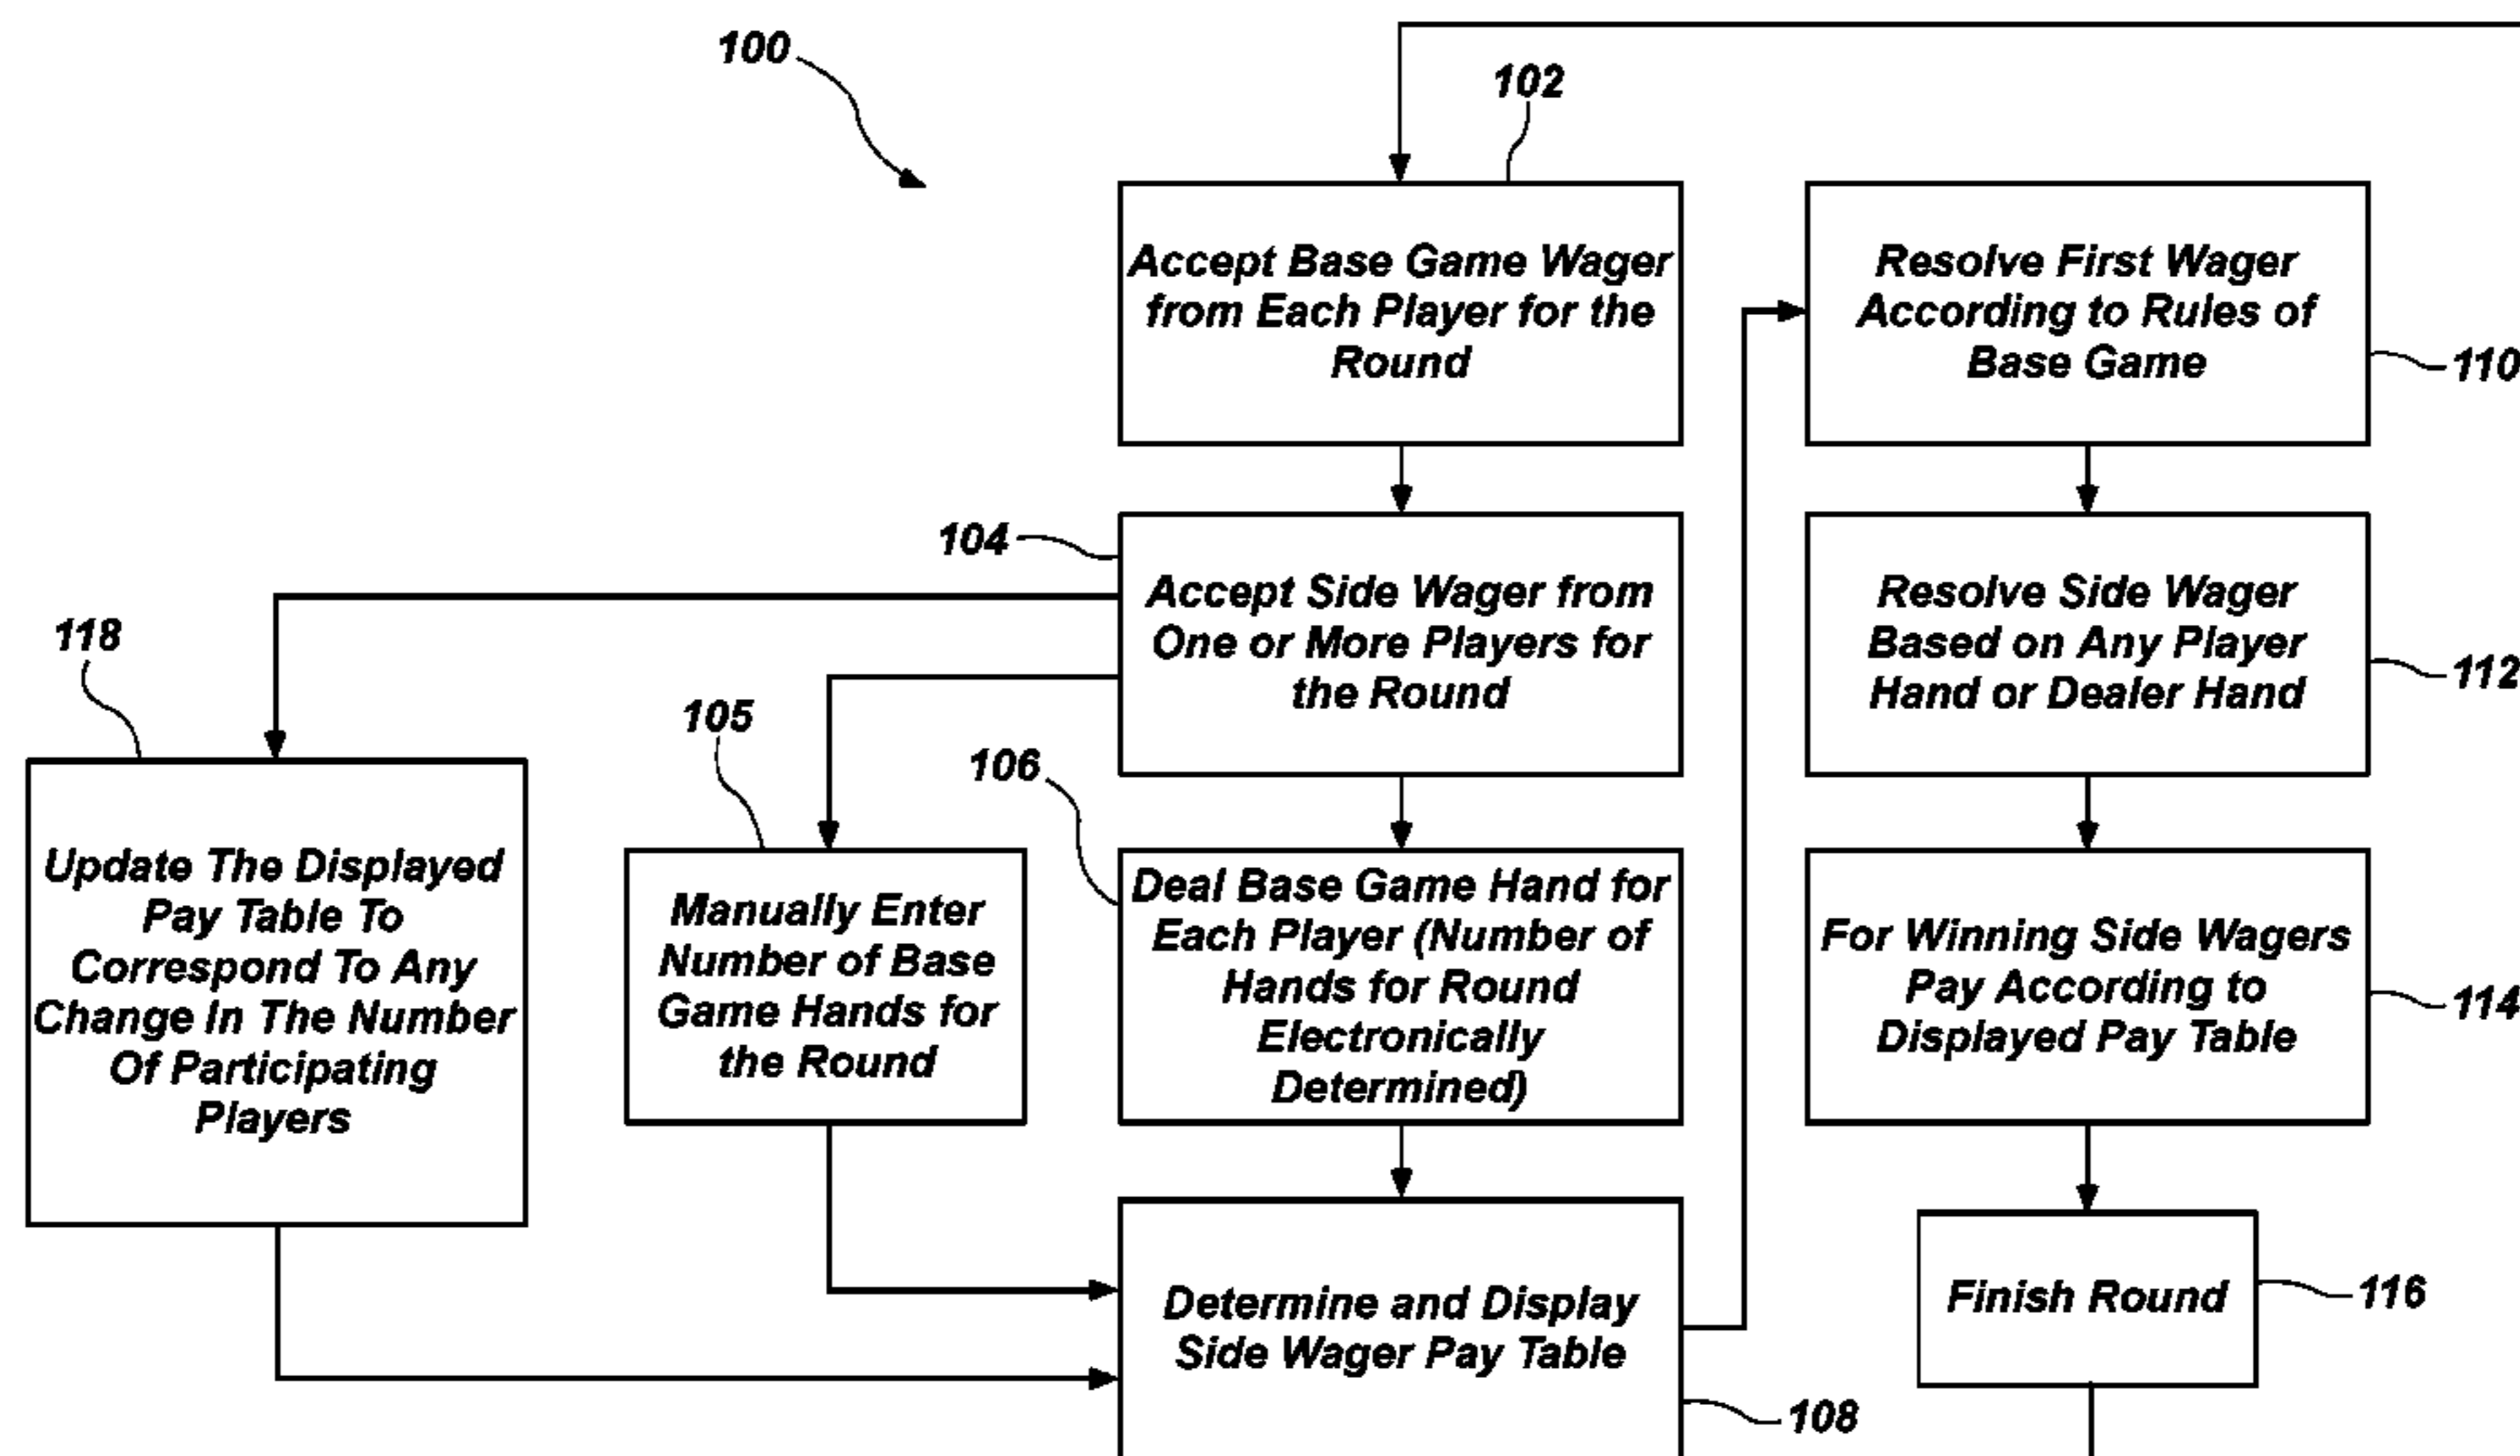 100
102
Accept Base Game Wager
from Each Player for the
Round
Resolve First Wager
According to Rules of
Base Game
110
104
Accept Side Wager from
One or More Players for
the Round
Resolve Side Wager
Based on Any Player
Hand or Dealer Hand
112
118
105
106
Update The Displayed
Pay Table To
Correspond To Any
Change In The Number
Of Participating
Players
Manually Enter
Number of Base
Game Hands for
the Round
Deal Base Game Hand for
Each Player (Number of
Hands for Round
Electronically
Determined)
For Winning Side Wagers
Pay According to
Displayed Pay Table
114
Determine and Display
Side Wager Pay Table
108
Finish Round
116